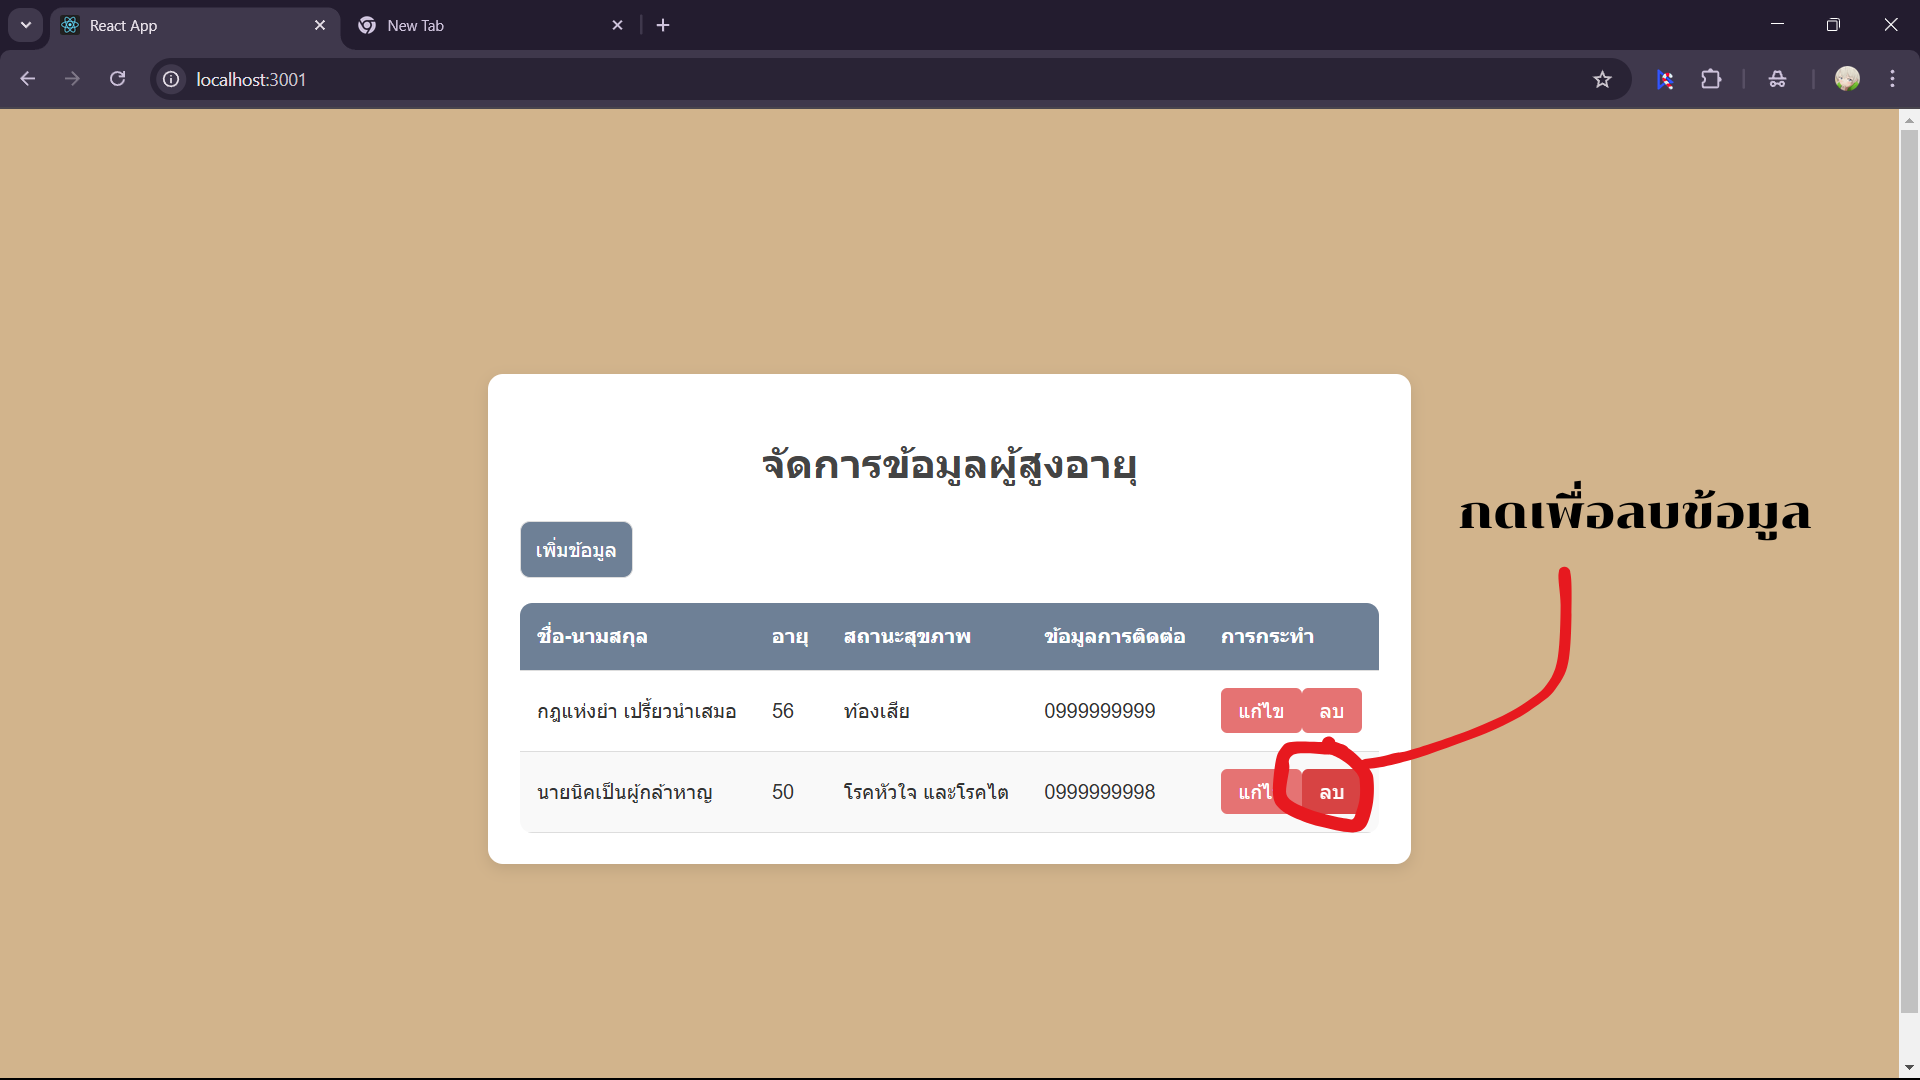 React App
New Tab
localhost:3001
จัดการข้อมูลผู้สูงอายุ
กดเพื่อลบข้อมูล
เพิ่มข้อมูล
ชื่อ-นามสกุล อายุ สถานะสุขภาพ ข้อมูลการติดต่อ การกระทำ
กฎแห่งยำ เปรี้ยวนำเสมอ 56 ท้องเสีย 0999999999 แก้ไข ลบ
นายนิคเป็นผู้กล้าหาญ 50 โรคหัวใจ และโรคไต 0999999998 แก้ไ ลบ